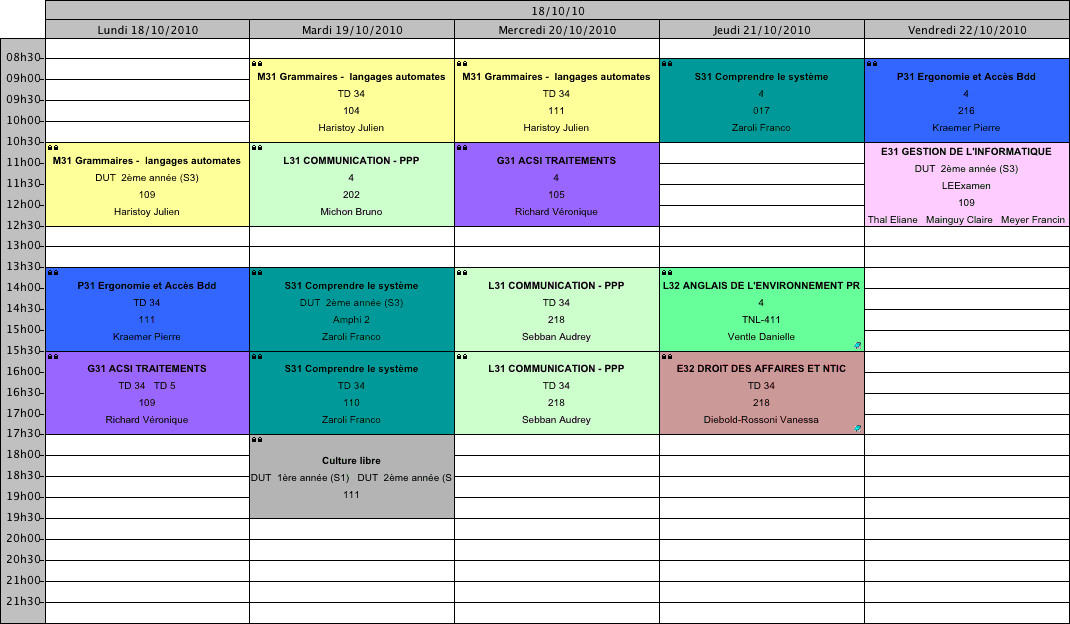 18/10/10
Lundi 18/10/2010 Mardi 19/10/2010 Mercredi 20/10/2010 Jeudi 21/10/2010 Vendredi 22/10/2010
08h30
09h00
09h30
10h00
10h30
11h00
11h30
12h00
12h30
13h00
13h30
14h00
14h30
15h00
15h30
16h00
16h30
17h00
17h30
18h00
18h30
19h00
19h30
20h00
20h30
21h00
21h30
M31 Grammaires - langages automates
DUT 2ème année (S3)
109
Haristoy Julien
P31 Ergonomie et Accès Bdd
TD 34
111
Kraemer Pierre
G31 ACSI TRAITEMENTS
TD 34 TD 5
109
Richard Véronique
M31 Grammaires - langages automates
TD 34
104
Haristoy Julien
L31 COMMUNICATION - PPP
4
202
Michon Bruno
S31 Comprendre le système
DUT 2ème année (S3)
Amphi 2
Zaroli Franco
S31 Comprendre le système
TD 34
110
Zaroli Franco
Culture libre
DUT 1ère année (S1) DUT 2ème année (S
111
M31 Grammaires - langages automates
TD 34
111
Haristoy Julien
G31 ACSI TRAITEMENTS
4
105
Richard Véronique
L31 COMMUNICATION - PPP
TD 34
218
Sebban Audrey
L31 COMMUNICATION - PPP
TD 34
218
Sebban Audrey
S31 Comprendre le système
4
017
Zaroli Franco
L32 ANGLAIS DE L'ENVIRONNEMENT PR
4
TNL-411
Ventle Danielle
E32 DROIT DES AFFAIRES ET NTIC
TD 34
218
Diebold-Rossoni Vanessa
P31 Ergonomie et Accès Bdd
4
216
Kraemer Pierre
E31 GESTION DE L'INFORMATIQUE
DUT 2ème année (S3)
LEExamen
109
Thal Eliane Mainguy Claire Meyer Francin